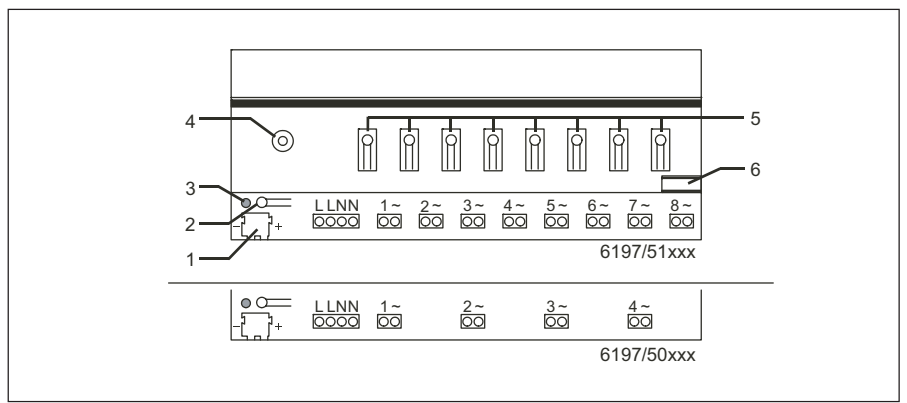 4
5
6
3
2
1
- +
L LNN 1~ 2~ 3~ 4~ 5~ 6~ 7~ 8~
6197/51xxx
- +
L LNN 1~ 2~ 3~ 4~
6197/50xxx